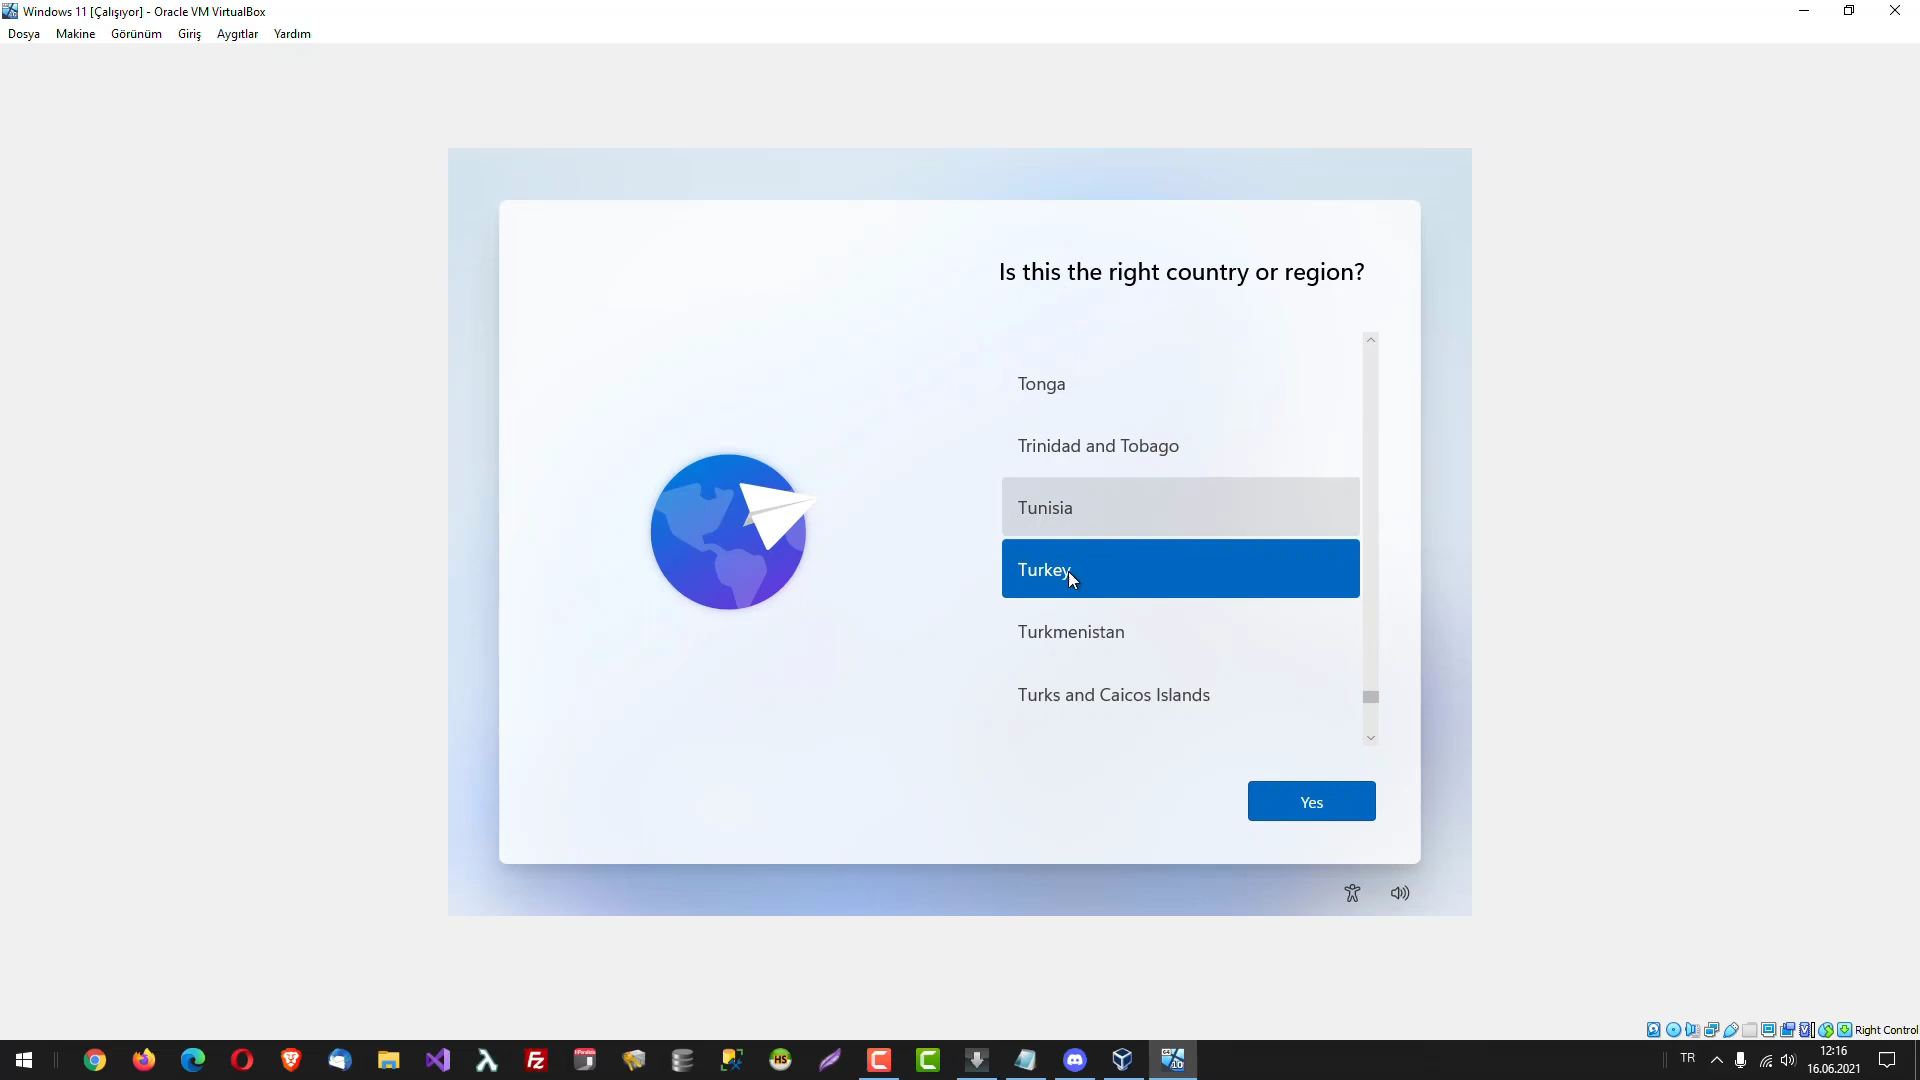 Windows 11 [Çalışıyor] - Oracle VM VirtualBox
Dosya Makine Görünüm Giriş Aygıtlar Yardım
Is this the right country or region?
Tonga
Trinidad and Tobago
Tunisia
Turkey
Turkmenistan
Turks and Caicos Islands
Yes
Right Control
TR
12:16
16.06.2021